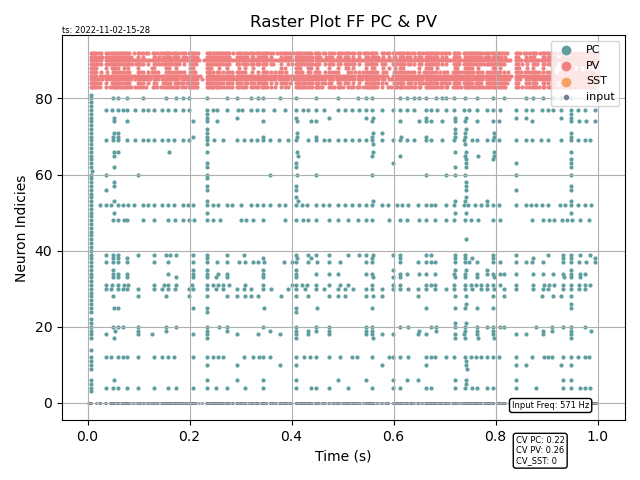 Raster Plot FF PC & PV
ts: 2022-11-02-15-28
PC
PV
SST
input
80
60
40
20
0
Neuron Indicies
0.0 0.2 0.4 0.6 0.8 1.0
Time (s)
Input Freq: 571 Hz
CV PC: 0.22
CV PV: 0.26
CV_SST: 0